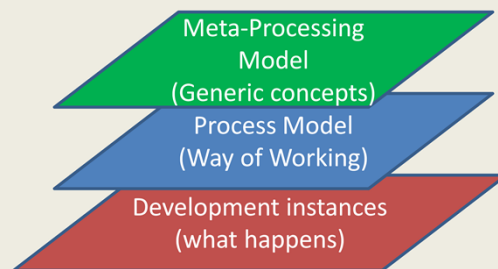 Meta-Processing
Model
(Generic concepts)
Process Model
(Way of Working)
Development instances
(what happens)